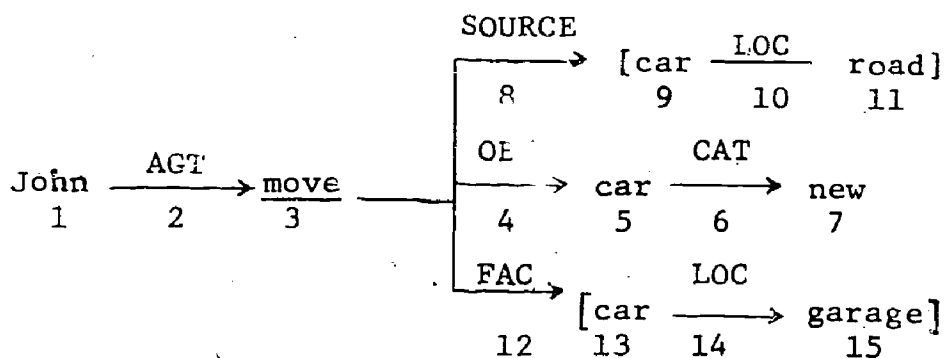 SOURCE
[car LOC road]
8 9 10 11
OE CAT
John AGT move car new
1 2 3 4 5 6 7
FAC LOC
[car garage]
12 13 14 15